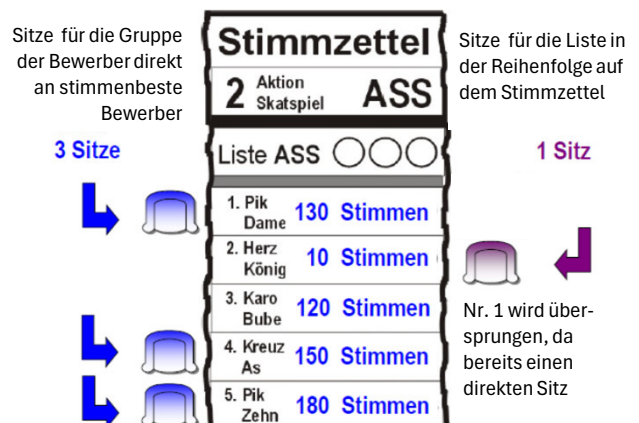 Sitze für die Gruppe
der Bewerber direkt
an stimmenbeste
Bewerber
3 Sitze
Stimmzettel
2 Aktion
Skatspiel ASS
Liste ASS
1. Pik
Dame 130 Stimmen
2. Herz
König 10 Stimmen
3. Karo
Bube 120 Stimmen
4. Kreuz
As 150 Stimmen
5. Pik
Zehn 180 Stimmen
Sitze für die Liste in
der Reihenfolge auf
dem Stimmzettel
1 Sitz
Nr. 1 wird über-
sprungen, da
bereits einen
direkten Sitz